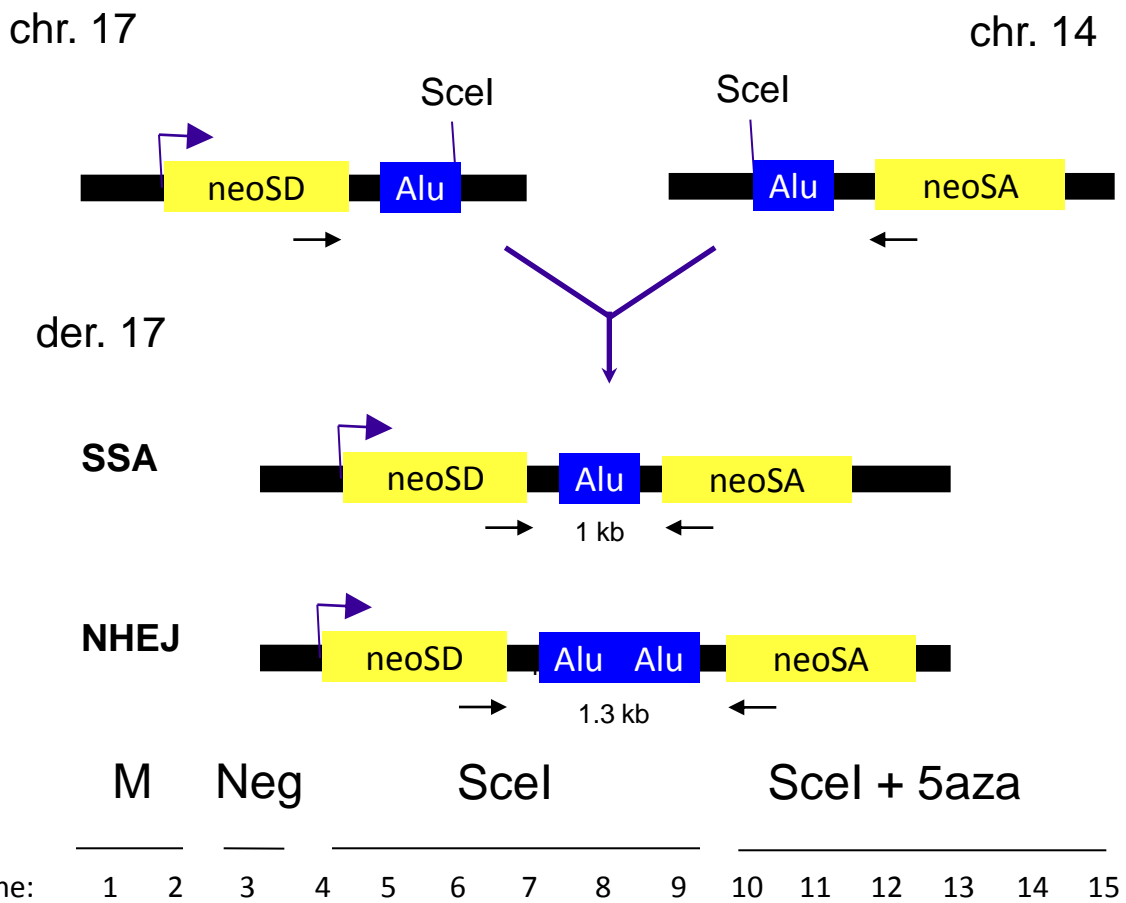 chr. 17 chr. 14
SceI SceI
neoSD Alu Alu neoSA
der. 17
SSA
neoSD Alu neoSA
1 kb
NHEJ
neoSD Alu Alu neoSA
1.3 kb
M Neg SceI SceI + 5aza
ne: 1 2 3 4 5 6 7 8 9 10 11 12 13 14 15